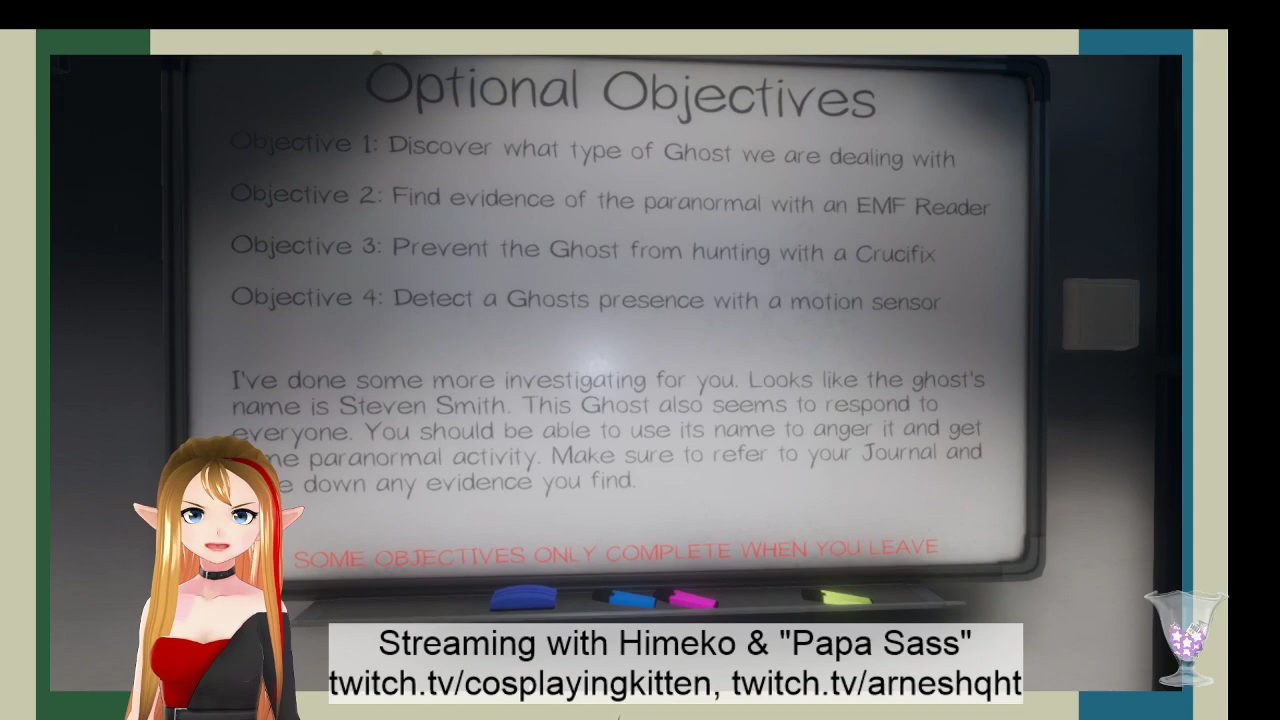 Optional Objectives
Objective 1: Discover what type of Ghost we are dealing with
Objective 2: Find evidence of the paranormal with an EMF Reader
Objective 3: Prevent the Ghost from hunting with a Crucifix
Objective 4: Detect a Ghosts presence with a motion sensor
I've done some more investigating for you. Looks like the ghost's
name is Steven Smith. This Ghost also seems to respond to
everyone. You should be able to use its name to anger it and get
paranormal activity. Make sure to refer to your Journal and
down any evidence you find.
SOME OBJECTIVES ONLY COMPLETE WHEN YOU LEAVE
Streaming with Himeko & "Papa Sass"
twitch.tv/cosplayingkitten, twitch.tv/arneshqht